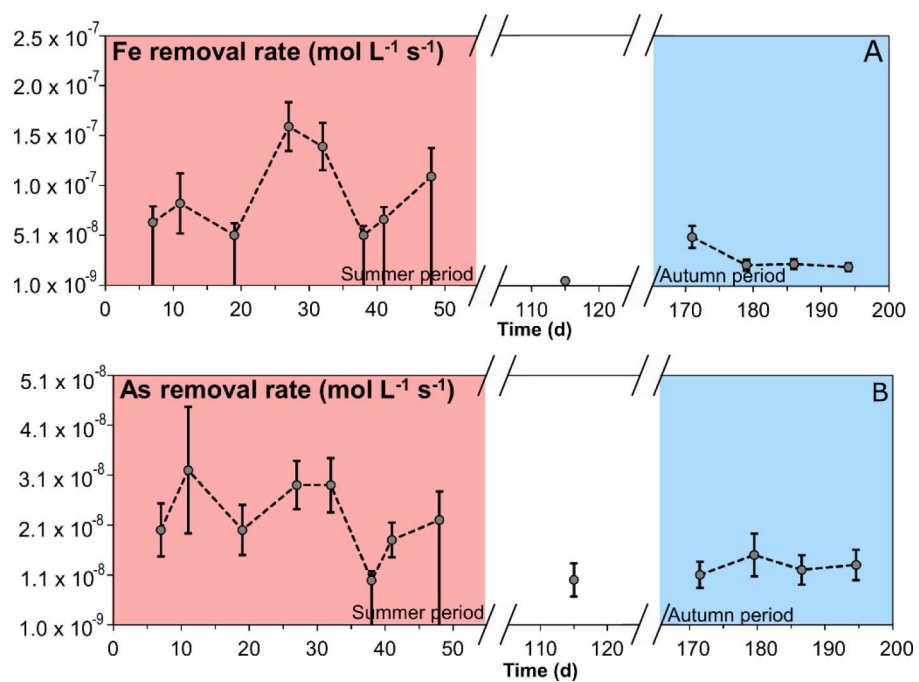 Fe removal rate (mol L⁻¹ s⁻¹)
A
2.5 x 10⁻⁷
2.0 x 10⁻⁷
1.5 x 10⁻⁷
1.0 x 10⁻⁷
5.1 x 10⁻⁸
1.0 x 10⁻⁹
Summer period
Autumn period
0 10 20 30 40 50 110 120 170 180 190 200
Time (d)
As removal rate (mol L⁻¹ s⁻¹)
B
5.1 x 10⁻⁸
4.1 x 10⁻⁸
3.1 x 10⁻⁸
2.1 x 10⁻⁸
1.1 x 10⁻⁸
1.0 x 10⁻⁹
Summer period
Autumn period
0 10 20 30 40 50 110 120 170 180 190 200
Time (d)